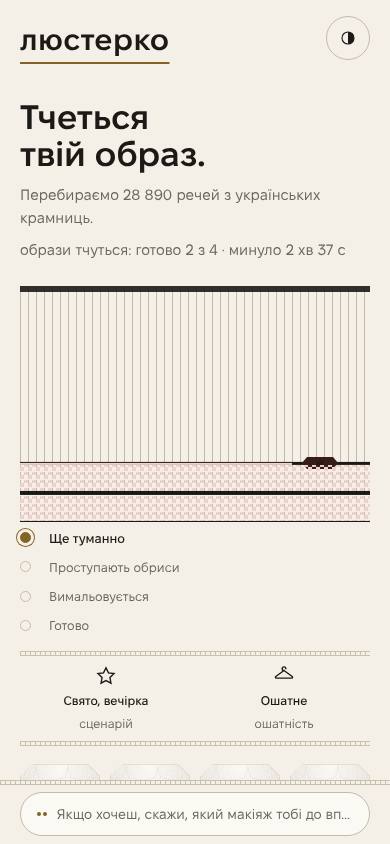 люстерко
Тчеться
твій образ.
Перебираємо 28 890 речей з українських
крамниць.
образи тчуться: готово 2 з 4 · минуло 2 хв 37 с
Ще туманно
Проступають обриси
Вимальовується
Готово
Свято, вечірка
сценарій
Ошатне
ошатність
Якщо хочеш, скажи, який макіяж тобі до вп...